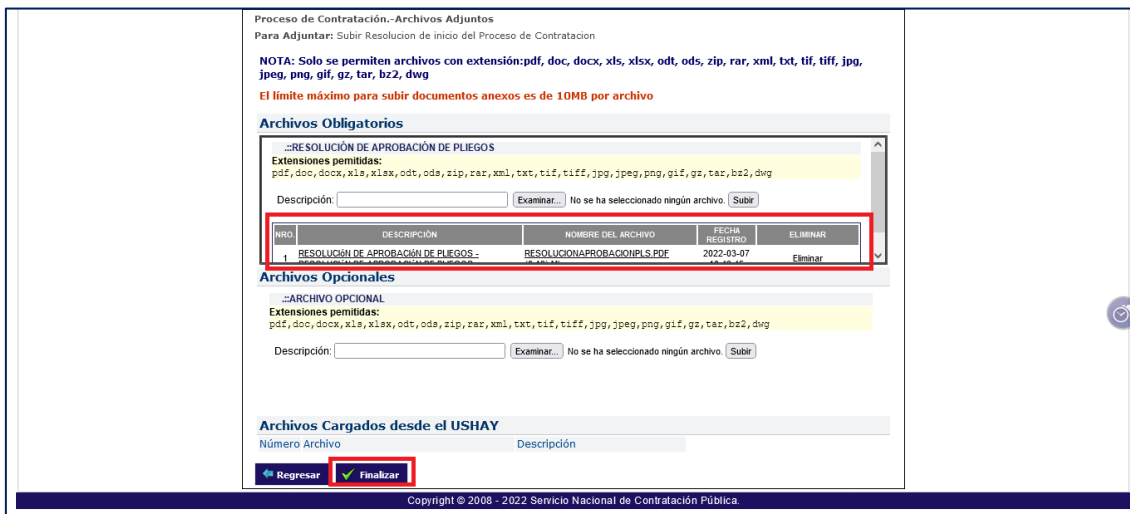 Proceso de Contratación.-Archivos Adjuntos
Para Adjuntar: Subir Resolucion de inicio del Proceso de Contratacion
NOTA: Solo se permiten archivos con extensión:pdf, doc, docx, xls, xlsx, odt, ods, zip, rar, xml, txt, tif, tiff, jpg,
jpeg, png, gif, gz, tar, bz2, dwg
El límite máximo para subir documentos anexos es de 10MB por archivo
Archivos Obligatorios
.::RESOLUCIÓN DE APROBACIÓN DE PLIEGOS
Extensiones pemitidas:
pdf,doc,docx,xls,xlsx,odt,ods,zip,rar,xml,txt,tif,tiff,jpg,jpeg,png,gif,gz,tar,bz2,dwg
Descripción: Examinar... No se ha seleccionado ningún archivo. Subir
NRO. DESCRIPCIÓN NOMBRE DEL ARCHIVO FECHA REGISTRO ELIMINAR
1 RESOLUCIóN DE APROBACIóN DE PLIEGOS - RESOLUCIONAPROBACIONPLS.PDF 2022-03-07 Eliminar
Archivos Opcionales
.::ARCHIVO OPCIONAL
Extensiones pemitidas:
pdf,doc,docx,xls,xlsx,odt,ods,zip,rar,xml,txt,tif,tiff,jpg,jpeg,png,gif,gz,tar,bz2,dwg
Descripción: Examinar... No se ha seleccionado ningún archivo. Subir
Archivos Cargados desde el USHAY
Número Archivo Descripción
Regresar Finalizar
Copyright © 2008 - 2022 Servicio Nacional de Contratación Pública.